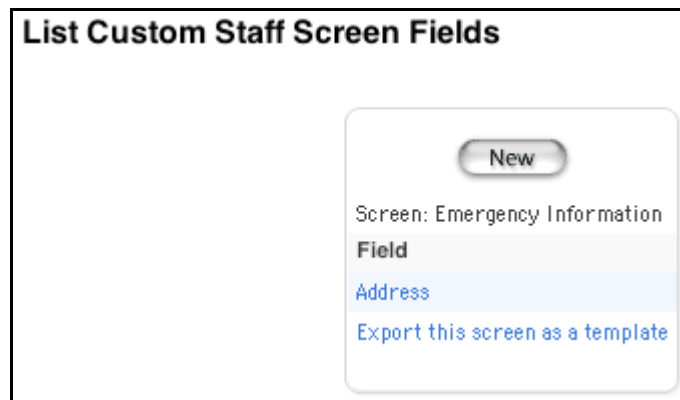 List Custom Staff Screen Fields
New
Screen: Emergency Information
Field
Address
Export this screen as a template